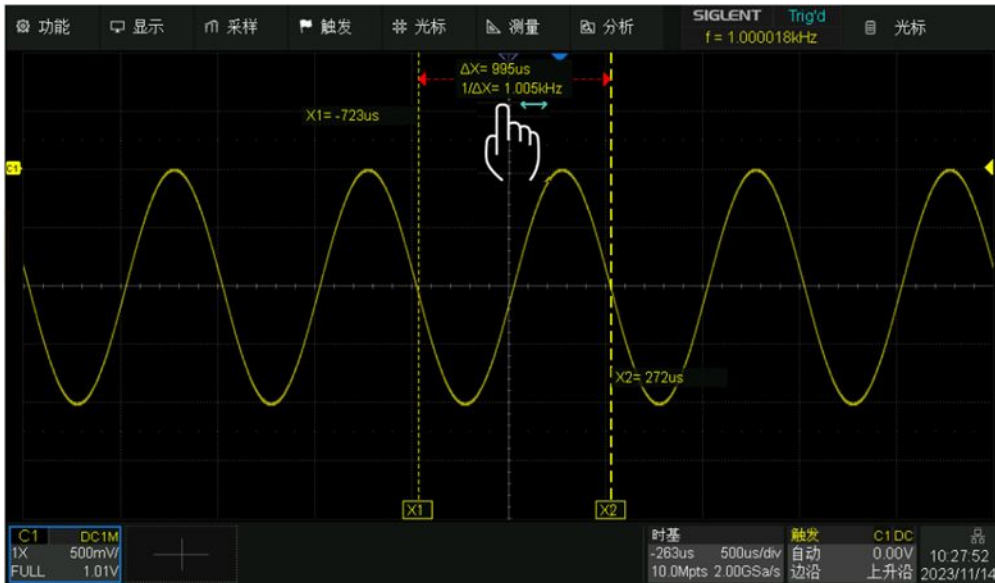 功能 显示 采样 触发 光标 测量 分析 SIGLENT Trig'd 光标
f = 1.000018kHz
ΔX= 995us
1/ΔX= 1.005kHz
X1= -723us
C1
X2= 272us
X1 X2
C1 DC1M
1X 500mV/
FULL 1.01V
时基
-263us 500us/div
10.0Mpts 2.00GSa/s
触发 C1 DC
自动 0.00V
边沿 上升沿
10:27:52
2023/11/14